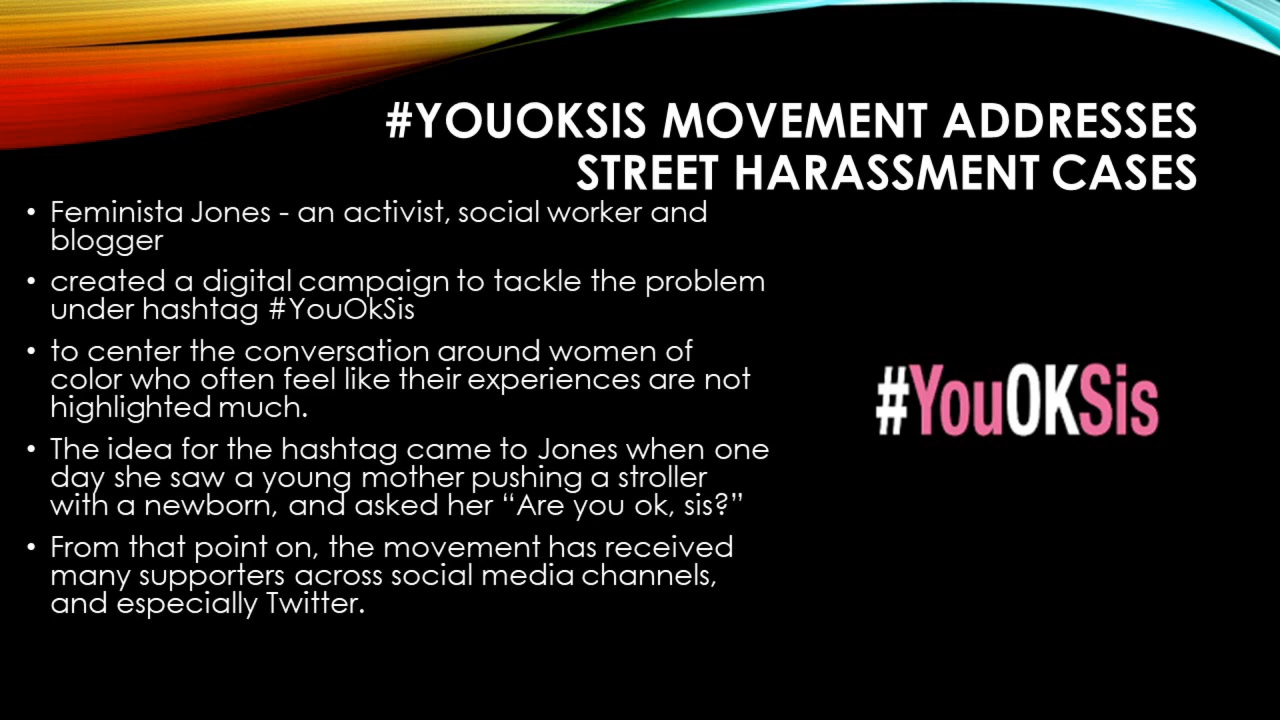 #YOUOKSIS MOVEMENT ADDRESSES
STREET HARASSMENT CASES
• Feminista Jones - an activist, social worker and
blogger
• created a digital campaign to tackle the problem
under hashtag #YouOkSis
• to center the conversation around women of
color who often feel like their experiences are not
highlighted much.
• The idea for the hashtag came to Jones when one
day she saw a young mother pushing a stroller
with a newborn, and asked her “Are you ok, sis?”
• From that point on, the movement has received
many supporters across social media channels,
and especially Twitter.
#YouOKSis